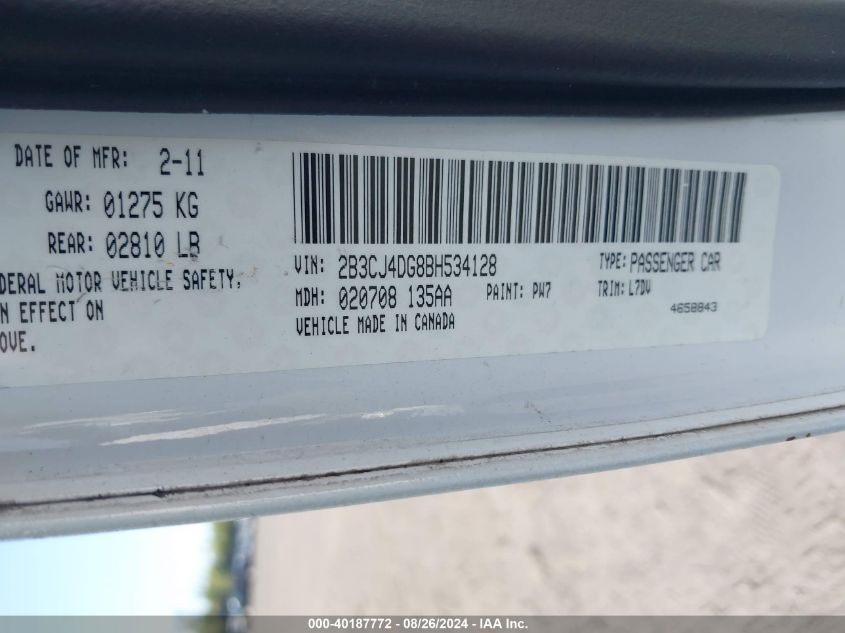 DATE OF MFR: 2-11
GAWR: 01275 KG
REAR: 02810 LB
DERAL MOTOR VEHICLE SAFETY,
N EFFECT ON
OVE.
VIN: 2B3CJ4DG8BH534128 TYPE: PASSENGER CAR
MDH: 020708 135AA PAINT: PW7 TRIM: L7DV
VEHICLE MADE IN CANADA 4658843
000-40187772 - 08/26/2024 - IAA Inc.